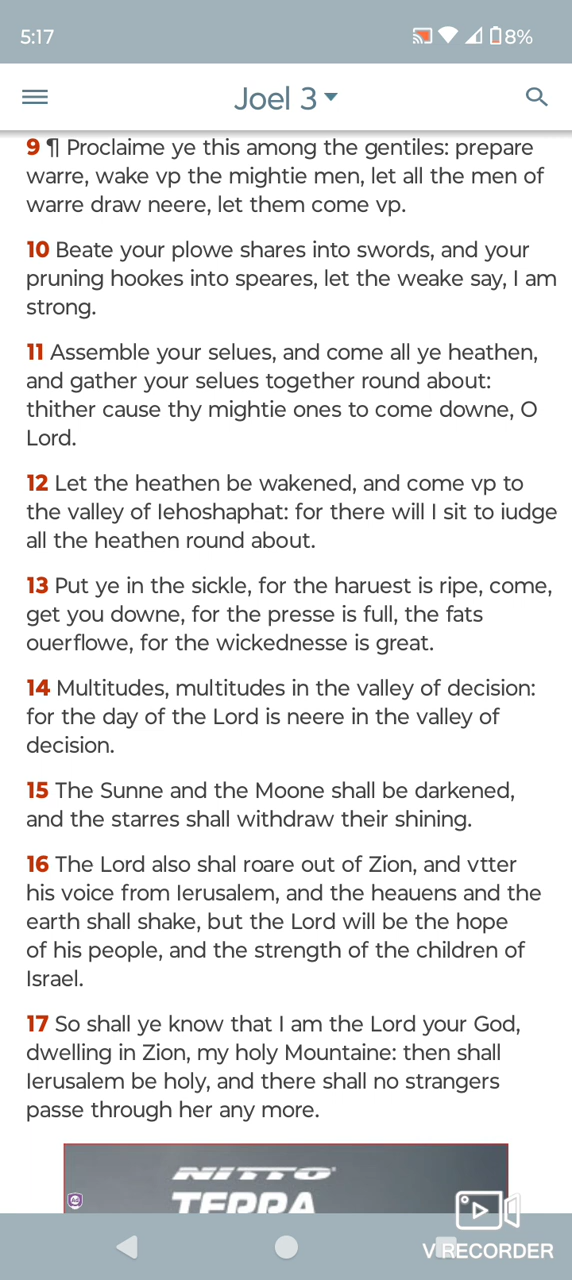 5:17
8%
Joel 3
9 ¶ Proclaime ye this among the gentiles: prepare
warre, wake vp the mightie men, let all the men of
warre draw neere, let them come vp.
10 Beate your plowe shares into swords, and your
pruning hookes into speares, let the weake say, I am
strong.
11 Assemble your selues, and come all ye heathen,
and gather your selues together round about:
thither cause thy mightie ones to come downe, O
Lord.
12 Let the heathen be wakened, and come vp to
the valley of Iehoshaphat: for there will I sit to iudge
all the heathen round about.
13 Put ye in the sickle, for the haruest is ripe, come,
get you downe, for the presse is full, the fats
ouerflowe, for the wickednesse is great.
14 Multitudes, multitudes in the valley of decision:
for the day of the Lord is neere in the valley of
decision.
15 The Sunne and the Moone shall be darkened,
and the starres shall withdraw their shining.
16 The Lord also shal roare out of Zion, and vtter
his voice from Ierusalem, and the heauens and the
earth shall shake, but the Lord will be the hope
of his people, and the strength of the children of
Israel.
17 So shall ye know that I am the Lord your God,
dwelling in Zion, my holy Mountaine: then shall
Ierusalem be holy, and there shall no strangers
passe through her any more.
NITTO
TERRA
V RECORDER